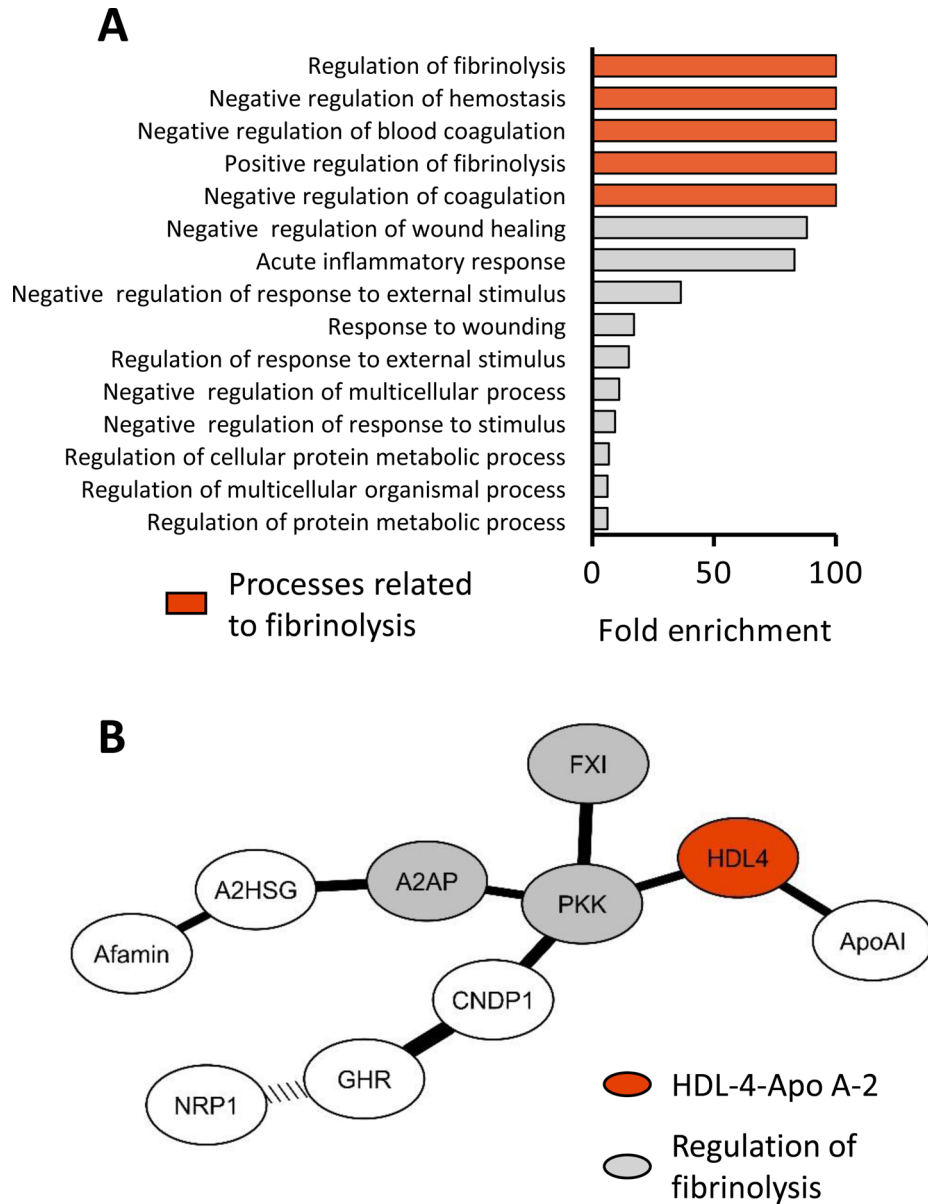 A
Regulation of fibrinolysis
Negative regulation of hemostasis
Negative regulation of blood coagulation
Positive regulation of fibrinolysis
Negative regulation of coagulation
Negative  regulation of wound healing
Acute inflammatory response
Negative  regulation of response to external stimulus
Response to wounding
Regulation of response to external stimulus
Negative  regulation of multicellular process
Negative  regulation of response to stimulus
Regulation of cellular protein metabolic process
Regulation of multicellular organismal process
Regulation of protein metabolic process
0 50 100
Fold enrichment
Processes related
to fibrinolysis
B
FXI
HDL4
A2HSG
A2AP
PKK
Afamin
ApoAI
CNDP1
GHR
NRP1
HDL-4-Apo A-2
Regulation of
fibrinolysis